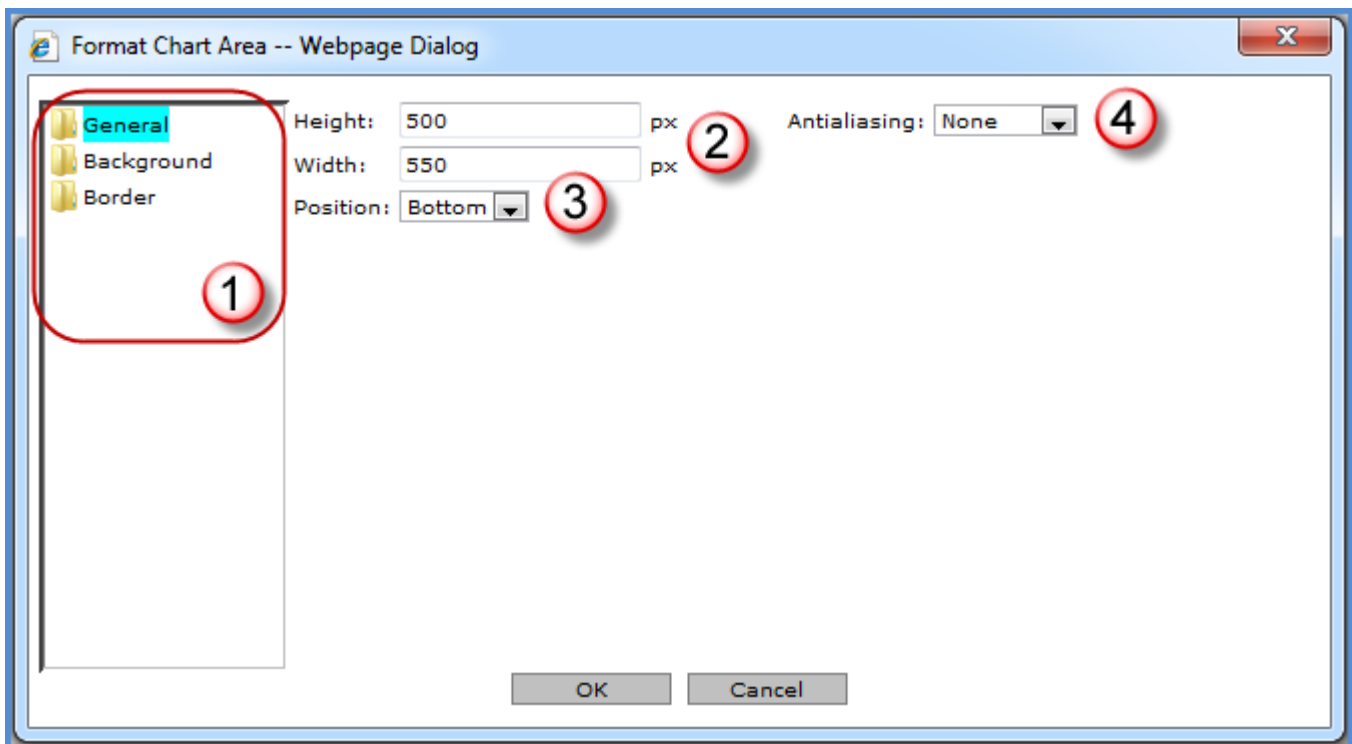 Format Chart Area -- Webpage Dialog
General
Background
Border
1
Height: 500 px
Width: 550 px
2
Position: Bottom
3
Antialiasing: None
4
OK
Cancel